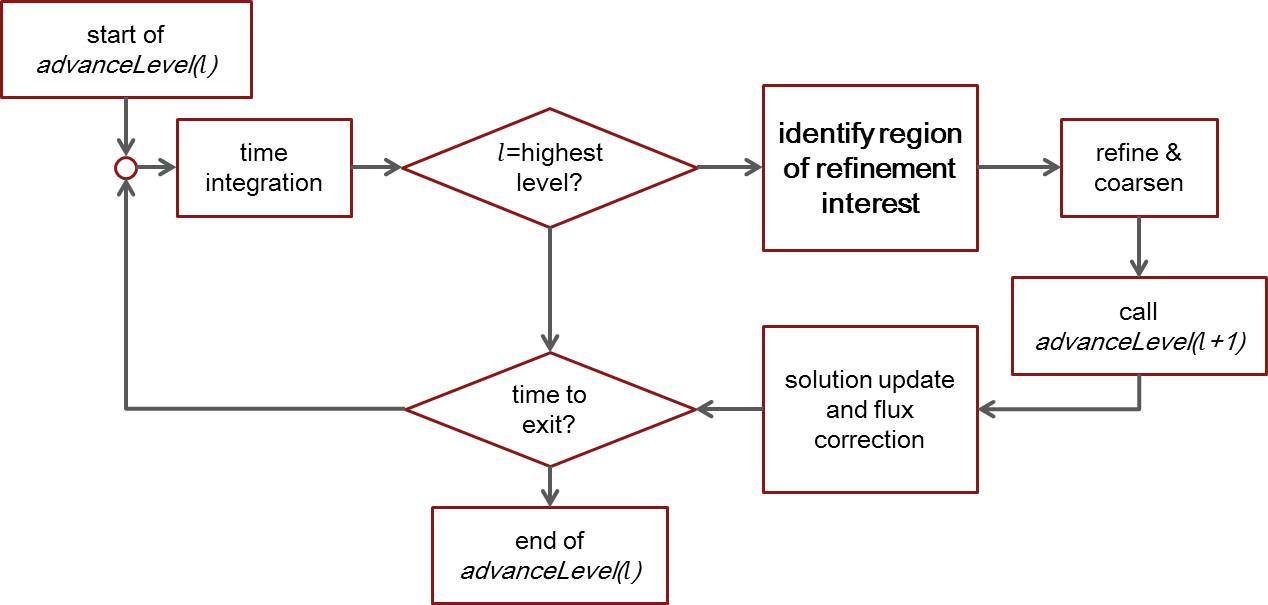 start of
advanceLevel(l)
time
integration
l=highest
level?
identify region
of refinement
interest
refine &
coarsen
call
advanceLevel(l+1)
solution update
and flux
correction
time to
exit?
end of
advanceLevel(l)